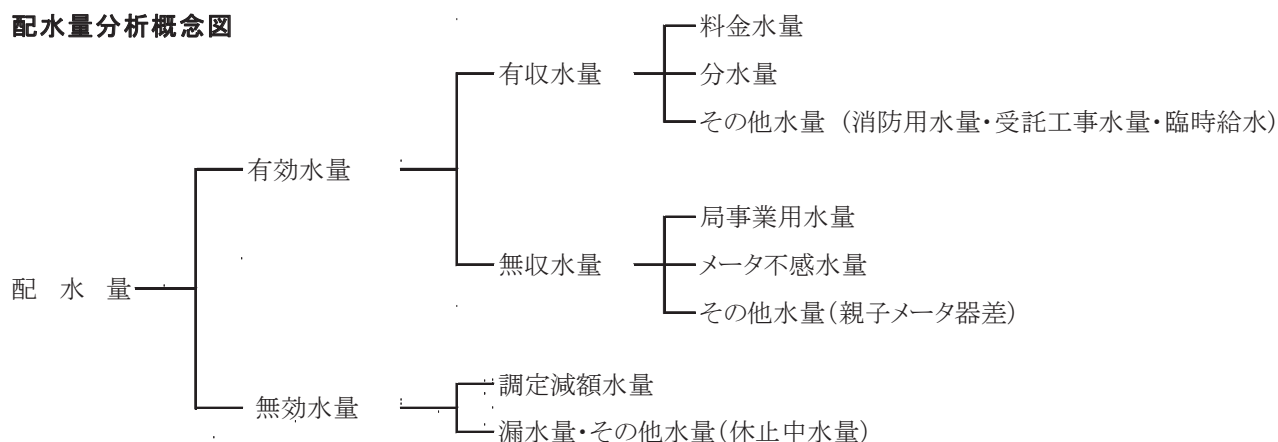 配水量分析概念図
料金水量
有収水量
分水量
その他水量 (消防用水量・受託工事水量・臨時給水)
有効水量
局事業用水量
無収水量
メータ不感水量
配 水 量
その他水量(親子メータ器差)
調定減額水量
無効水量
漏水量・その他水量(休止中水量)